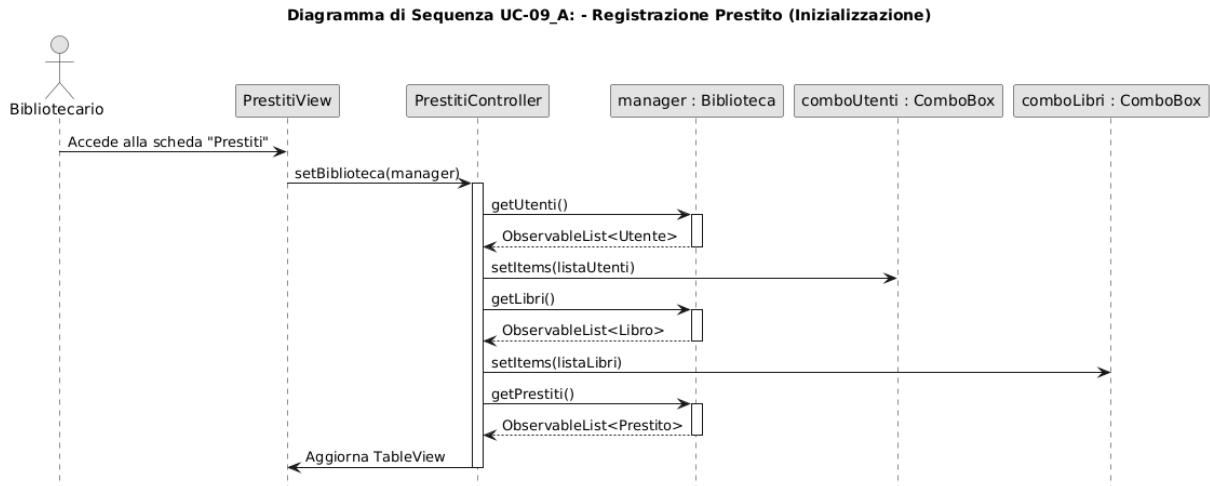 Diagramma di Sequenza UC-09_A: - Registrazione Prestito (Inizializzazione)
Bibliotecario
PrestitiView
PrestitiController
manager : Biblioteca
comboUtenti : ComboBox
comboLibri : ComboBox
Accede alla scheda "Prestiti"
setBiblioteca(manager)
getUtenti()
ObservableList<Utente>
setItems(listaUtenti)
getLibri()
ObservableList<Libro>
setItems(listaLibri)
getPrestiti()
ObservableList<Prestito>
Aggiorna TableView